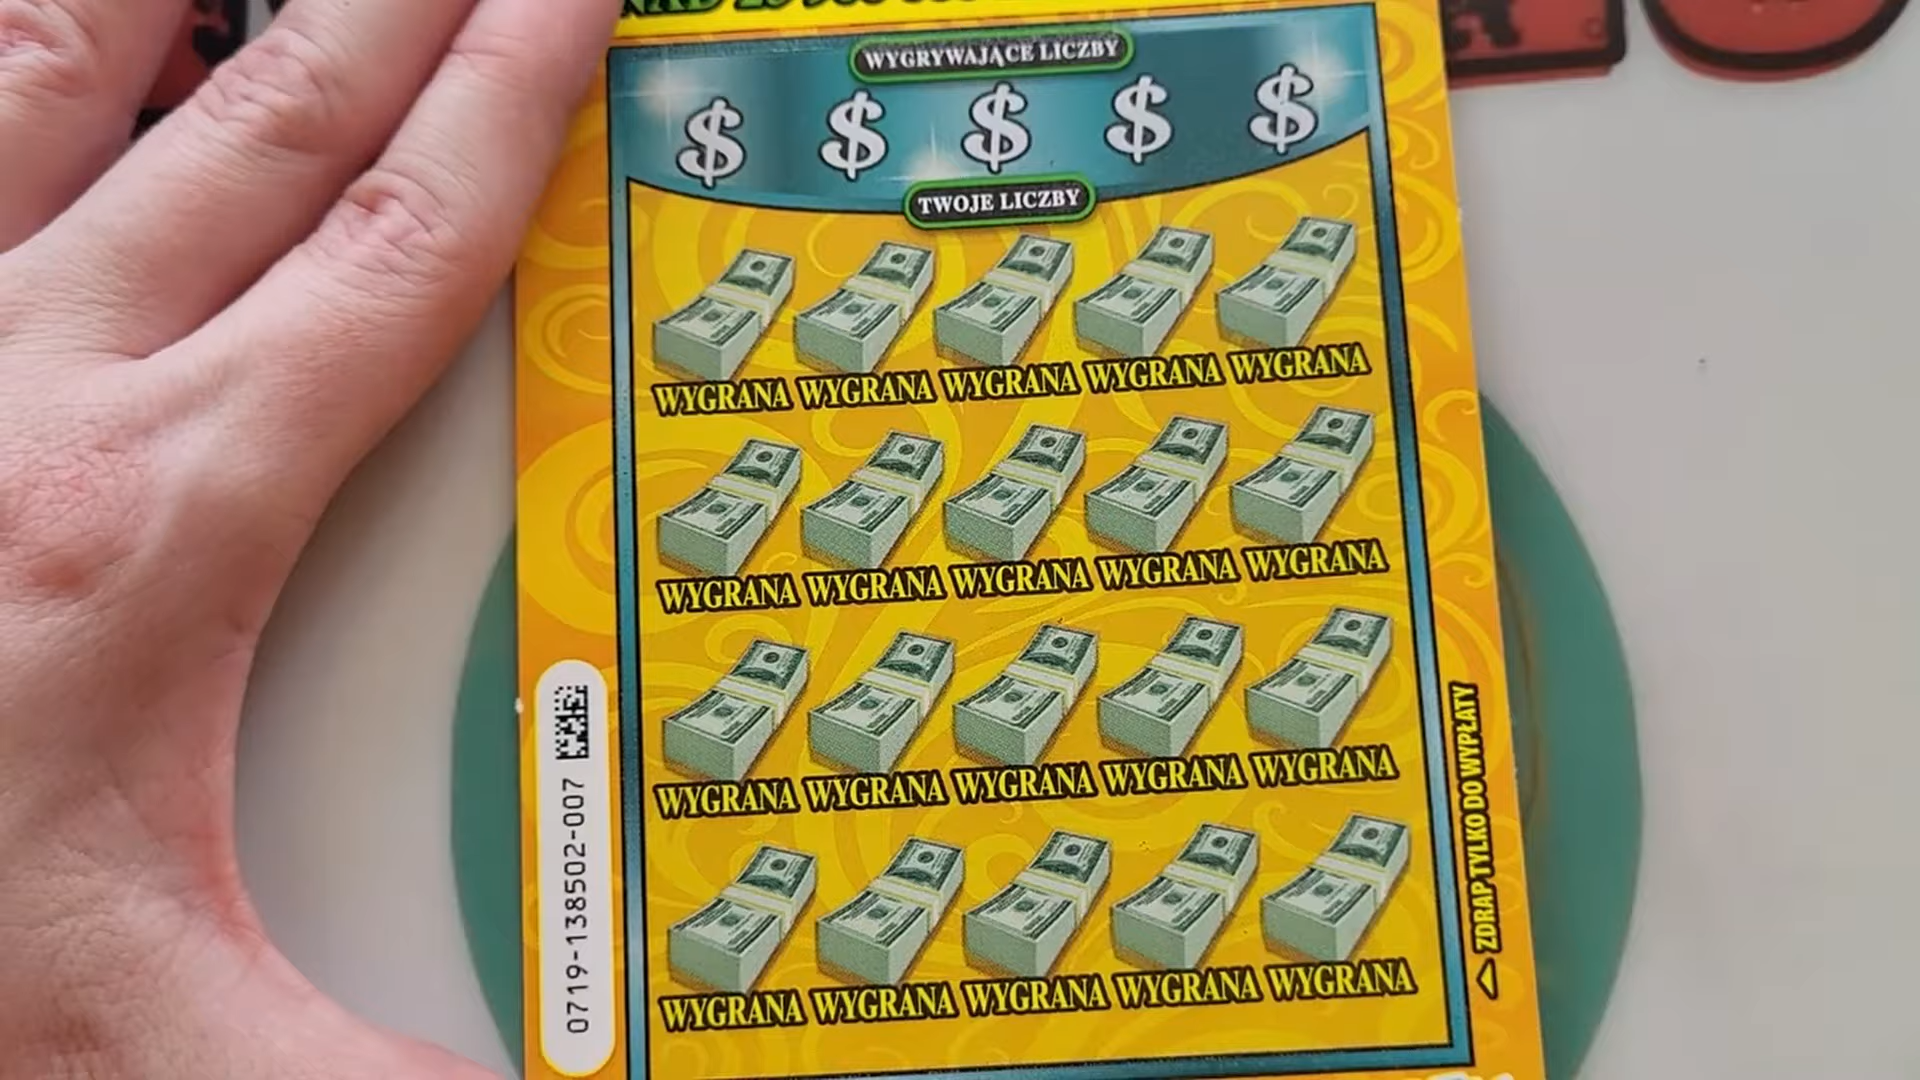 WYGRYWAJĄCE LICZBY
$ $ $ $ $
TWOJE LICZBY
WYGRANA WYGRANA WYGRANA WYGRANA WYGRANA
WYGRANA WYGRANA WYGRANA WYGRANA WYGRANA
WYGRANA WYGRANA WYGRANA WYGRANA WYGRANA
WYGRANA WYGRANA WYGRANA WYGRANA WYGRANA
0719-138502-007
ZDRAP TYLKO DO WYPŁATY